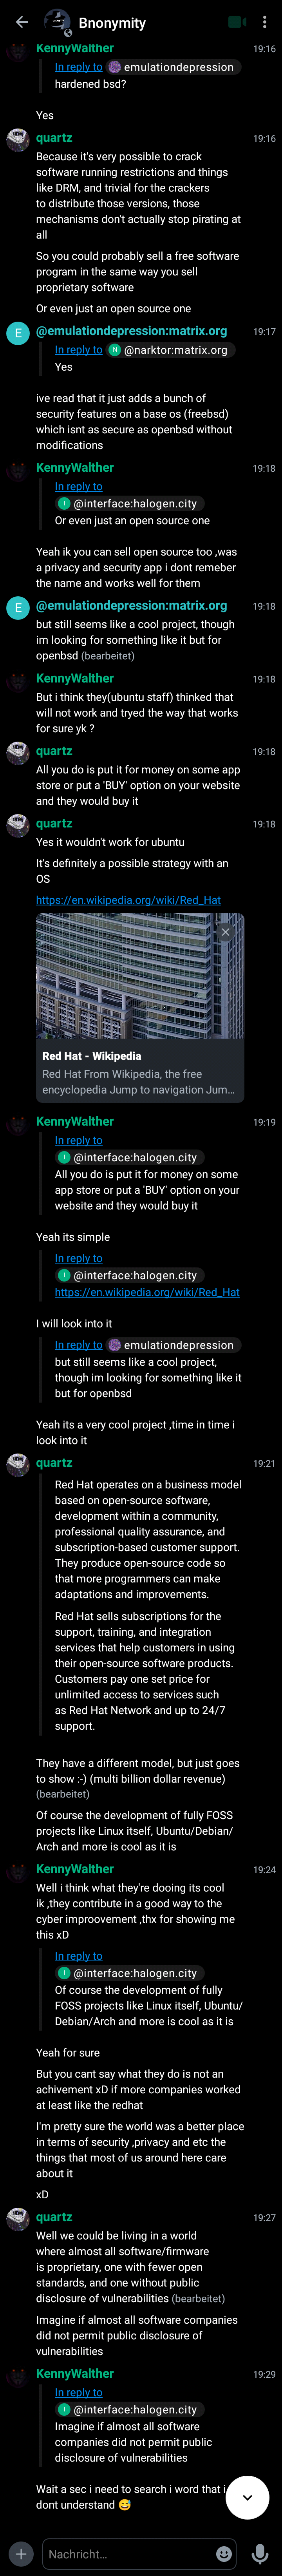 Bnonymity
KennyWalther 19:16
In reply to emulationdepression
hardened bsd?
Yes
quartz 19:16
Because it's very possible to crack
software running restrictions and things
like DRM, and trivial for the crackers
to distribute those versions, those
mechanisms don't actually stop pirating at
all
So you could probably sell a free software
program in the same way you sell
proprietary software
Or even just an open source one
E @emulationdepression:matrix.org 19:17
In reply to N @narktor:matrix.org
Yes
ive read that it just adds a bunch of
security features on a base os (freebsd)
which isnt as secure as openbsd without
modifications
KennyWalther 19:18
In reply to
I @interface:halogen.city
Or even just an open source one
Yeah ik you can sell open source too ,was
a privacy and security app i dont remeber
the name and works well for them
E @emulationdepression:matrix.org 19:18
but still seems like a cool project, though
im looking for something like it but for
openbsd (bearbeitet)
KennyWalther 19:18
But i think they(ubuntu staff) thinked that
will not work and tryed the way that works
for sure yk ?
quartz 19:18
All you do is put it for money on some app
store or put a 'BUY' option on your website
and they would buy it
quartz 19:18
Yes it wouldn't work for ubuntu
It's definitely a possible strategy with an
OS
https://en.wikipedia.org/wiki/Red_Hat
Red Hat - Wikipedia
Red Hat From Wikipedia, the free
encyclopedia Jump to navigation Jum...
KennyWalther 19:19
In reply to
I @interface:halogen.city
All you do is put it for money on some
app store or put a 'BUY' option on your
website and they would buy it
Yeah its simple
In reply to
I @interface:halogen.city
https://en.wikipedia.org/wiki/Red_Hat
I will look into it
In reply to emulationdepression
but still seems like a cool project,
though im looking for something like it
but for openbsd
Yeah its a very cool project ,time in time i
look into it
quartz 19:21
Red Hat operates on a business model
based on open-source software,
development within a community,
professional quality assurance, and
subscription-based customer support.
They produce open-source code so
that more programmers can make
adaptations and improvements.
Red Hat sells subscriptions for the
support, training, and integration
services that help customers in using
their open-source software products.
Customers pay one set price for
unlimited access to services such
as Red Hat Network and up to 24/7
support.
They have a different model, but just goes
to show :-) (multi billion dollar revenue)
(bearbeitet)
Of course the development of fully FOSS
projects like Linux itself, Ubuntu/Debian/
Arch and more is cool as it is
KennyWalther 19:24
Well i think what they're dooing its cool
ik ,they contribute in a good way to the
cyber improovement ,thx for showing me
this xD
In reply to
I @interface:halogen.city
Of course the development of fully
FOSS projects like Linux itself, Ubuntu/
Debian/Arch and more is cool as it is
Yeah for sure
But you cant say what they do is not an
achivement xD if more companies worked
at least like the redhat
I'm pretty sure the world was a better place
in terms of security ,privacy and etc the
things that most of us around here care
about it
xD
quartz 19:27
Well we could be living in a world
where almost all software/firmware
is proprietary, one with fewer open
standards, and one without public
disclosure of vulnerabilities (bearbeitet)
Imagine if almost all software companies
did not permit public disclosure of
vulnerabilities
KennyWalther 19:29
In reply to
I @interface:halogen.city
Imagine if almost all software
companies did not permit public
disclosure of vulnerabilities
Wait a sec i need to search i word that i
dont understand 😅
Nachricht...